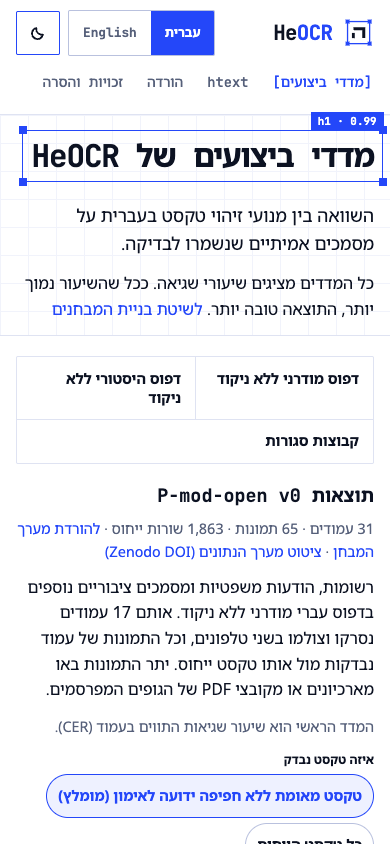 HeOCR ה
עברית English
[מדדי ביצועים] htext הורדה זכויות והסרה
h1 · 0.99
מדדי ביצועים של HeOCR
השוואה בין מנועי זיהוי טקסט בעברית על
מסמכים אמיתיים שנשמרו לבדיקה.
כל המדדים מציגים שיעורי שגיאה. ככל שהשיעור נמוך
יותר, התוצאה טובה יותר. לשיטת בניית המבחנים
דפוס מודרני ללא ניקוד
דפוס היסטורי ללא
ניקוד
קבוצות סגורות
תוצאות P-mod-open v0
31 עמודים · 65 תמונות · 1,863 שורות ייחוס · להורדת מערך
המבחן · ציטוט מערך הנתונים (Zenodo DOI)
רשומות, הודעות משפטיות ומסמכים ציבוריים נוספים
בדפוס עברי מודרני ללא ניקוד. אותם 17 עמודים
נסרקו וצולמו בשני טלפונים, וכל התמונות של עמוד
נבדקות מול אותו טקסט ייחוס. יתר התמונות באו
מארכיונים או מקובצי PDF של הגופים המפרסמים.
המדד הראשי הוא שיעור שגיאות התווים בעמוד (CER).
איזה טקסט נבדק
טקסט מאומת ללא חפיפה ידועה לאימון (מומלץ)